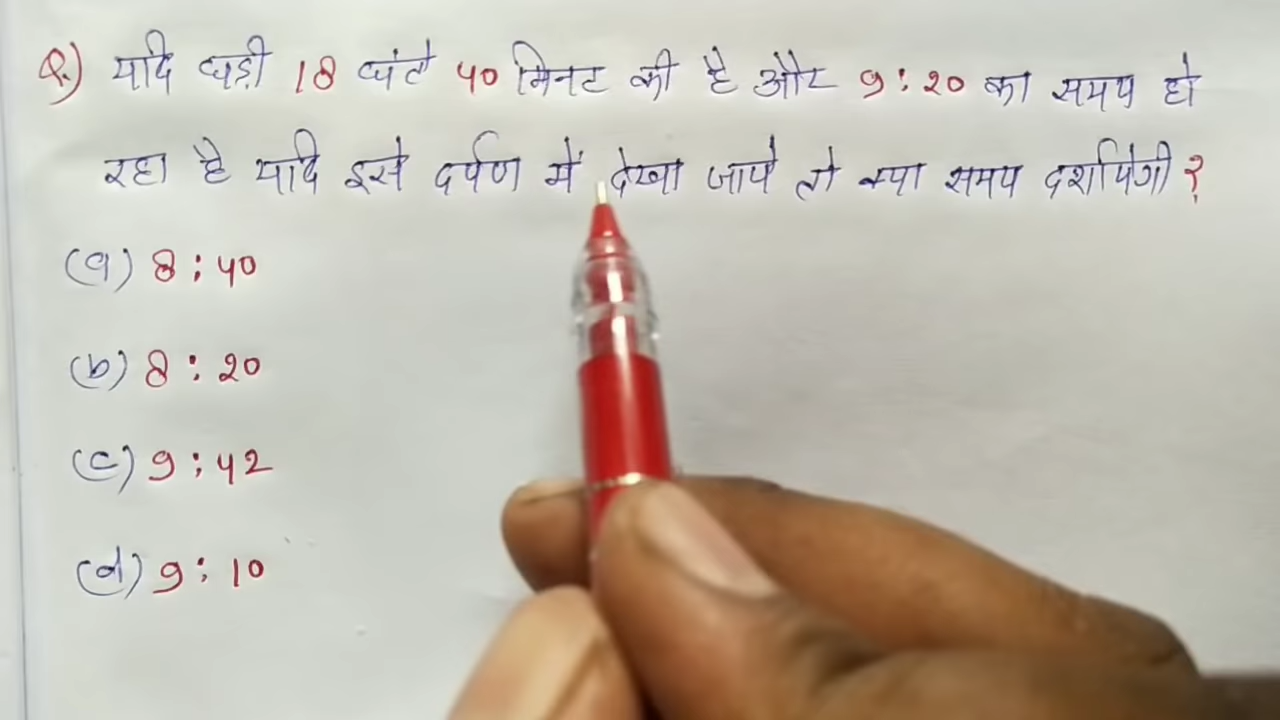 Q.) यदि घड़ी 18 घंटे 40 मिनट की है और 9:20 का समय हो
रहा है यदि इसे दर्पण में देखा जाये तो क्या समय दर्शायेगी ?
(a) 8:40
(b) 8:20
(c) 9:42
(d) 9:10